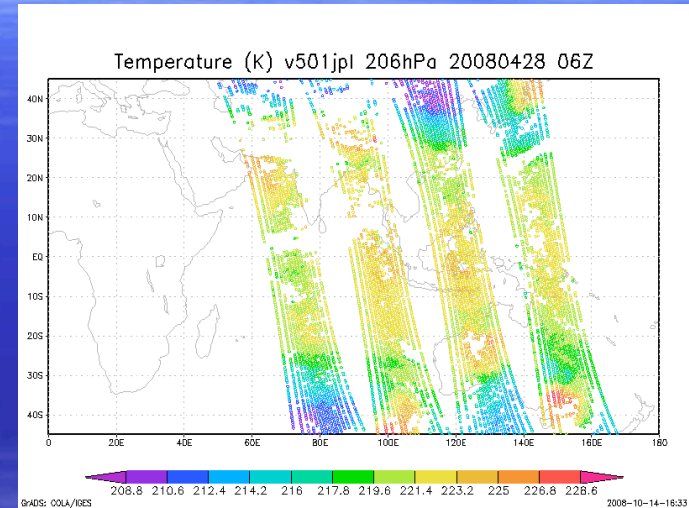 Temperature (K) v501jpl 206hPa 20080428 06Z
40N
30N
20N
10N
EQ
10S
20S
30S
40S
0 20E 40E 60E 80E 100E 120E 140E 160E 180
208.8 210.6 212.4 214.2 216 217.8 219.6 221.4 223.2 225 226.8 228.6
GrADS: COLA/IGES 2008-10-14-16:33